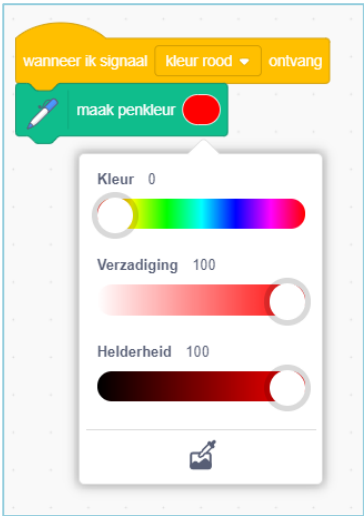 wanneer ik signaal kleur rood ontvang
maak penkleur
Kleur 0
Verzadiging 100
Helderheid 100